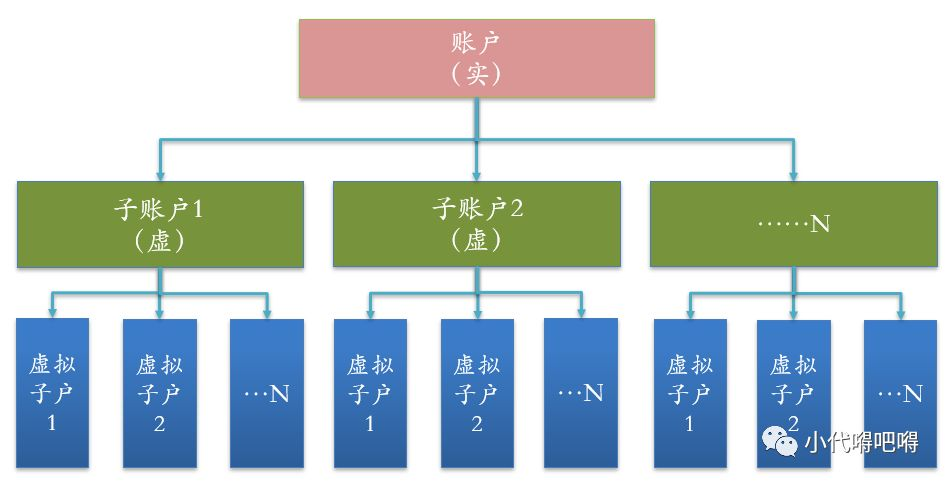 账户
（实）
子账户1
（虚）
子账户2
（虚）
……N
虚拟
子户
1
虚拟
子户
2
…N
虚拟
子户
1
虚拟
子户
2
…N
虚拟
子户
1
虚拟
子户
2
…N
小代嘚吧嘚